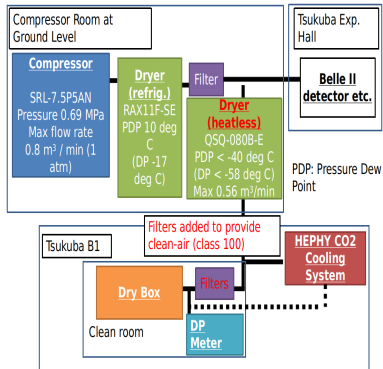 Compressor Room at
Ground Level
Tsukuba Exp.
Hall
Compressor
SRL-7.5P5AN
Pressure 0.69 MPa
Max flow rate
0.8 m³ / min (1
atm)
Dryer
(refrig.)
RAX11F-SE
PDP 10 deg
C
(DP -17
deg C)
Filter
Belle II
detector etc.
Dryer
(heatless)
QSQ-080B-E
PDP < -40 deg C
(DP < -58 deg C)
Max 0.56 m³/min
PDP: Pressure Dew
Point
Filters added to provide
clean-air (class 100)
Tsukuba B1
HEPHY CO2
Cooling
System
Dry Box
Filters
Clean room
DP
Meter